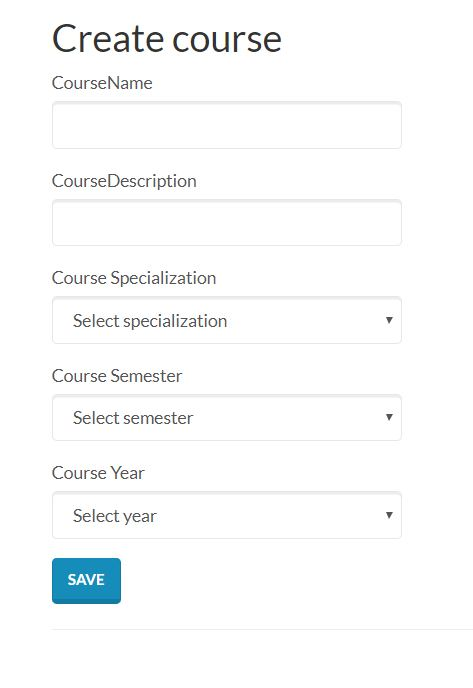 Create course
CourseName
CourseDescription
Course Specialization
Select specialization
Course Semester
Select semester
Course Year
Select year
SAVE